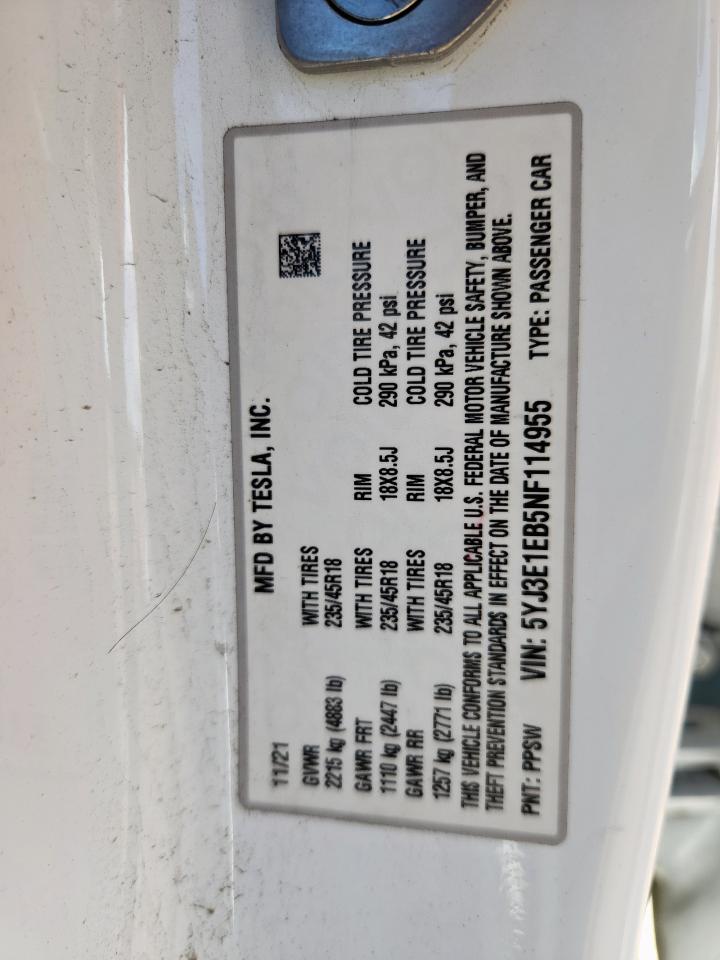 MFD BY TESLA, INC.
11/21
GVWR WITH TIRES
2215 kg (4883 lb) 235/45R18
GAWR FRT WITH TIRES RIM COLD TIRE PRESSURE
1110 kg (2447 lb) 235/45R18 18X8.5J 290 kPa, 42 psi
GAWR RR WITH TIRES RIM COLD TIRE PRESSURE
1257 kg (2771 lb) 235/45R18 18X8.5J 290 kPa, 42 psi
THIS VEHICLE CONFORMS TO ALL APPLICABLE U.S. FEDERAL MOTOR VEHICLE SAFETY, BUMPER, AND
THEFT PREVENTION STANDARDS IN EFFECT ON THE DATE OF MANUFACTURE SHOWN ABOVE.
PNT: PPSW VIN: 5YJ3E1EB5NF114955 TYPE: PASSENGER CAR